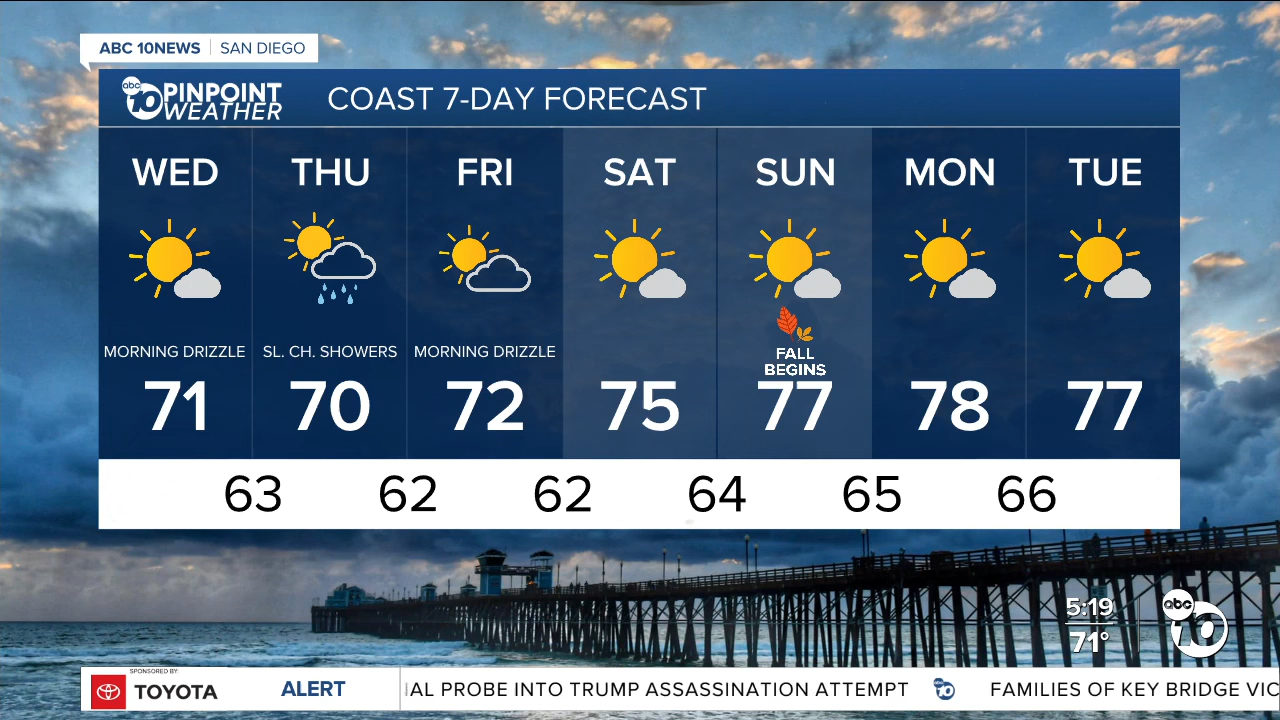 ABC 10NEWS | SAN DIEGO
abc 10 PINPOINT WEATHER
COAST 7-DAY FORECAST
WED THU FRI SAT SUN MON TUE
MORNING DRIZZLE SL. CH. SHOWERS MORNING DRIZZLE FALL BEGINS
71 70 72 75 77 78 77
63 62 62 64 65 66
5:19
71°
abc 10
SPONSORED BY:
TOYOTA
ALERT
AL PROBE INTO TRUMP ASSASSINATION ATTEMPT abc 10 FAMILIES OF KEY BRIDGE VIC